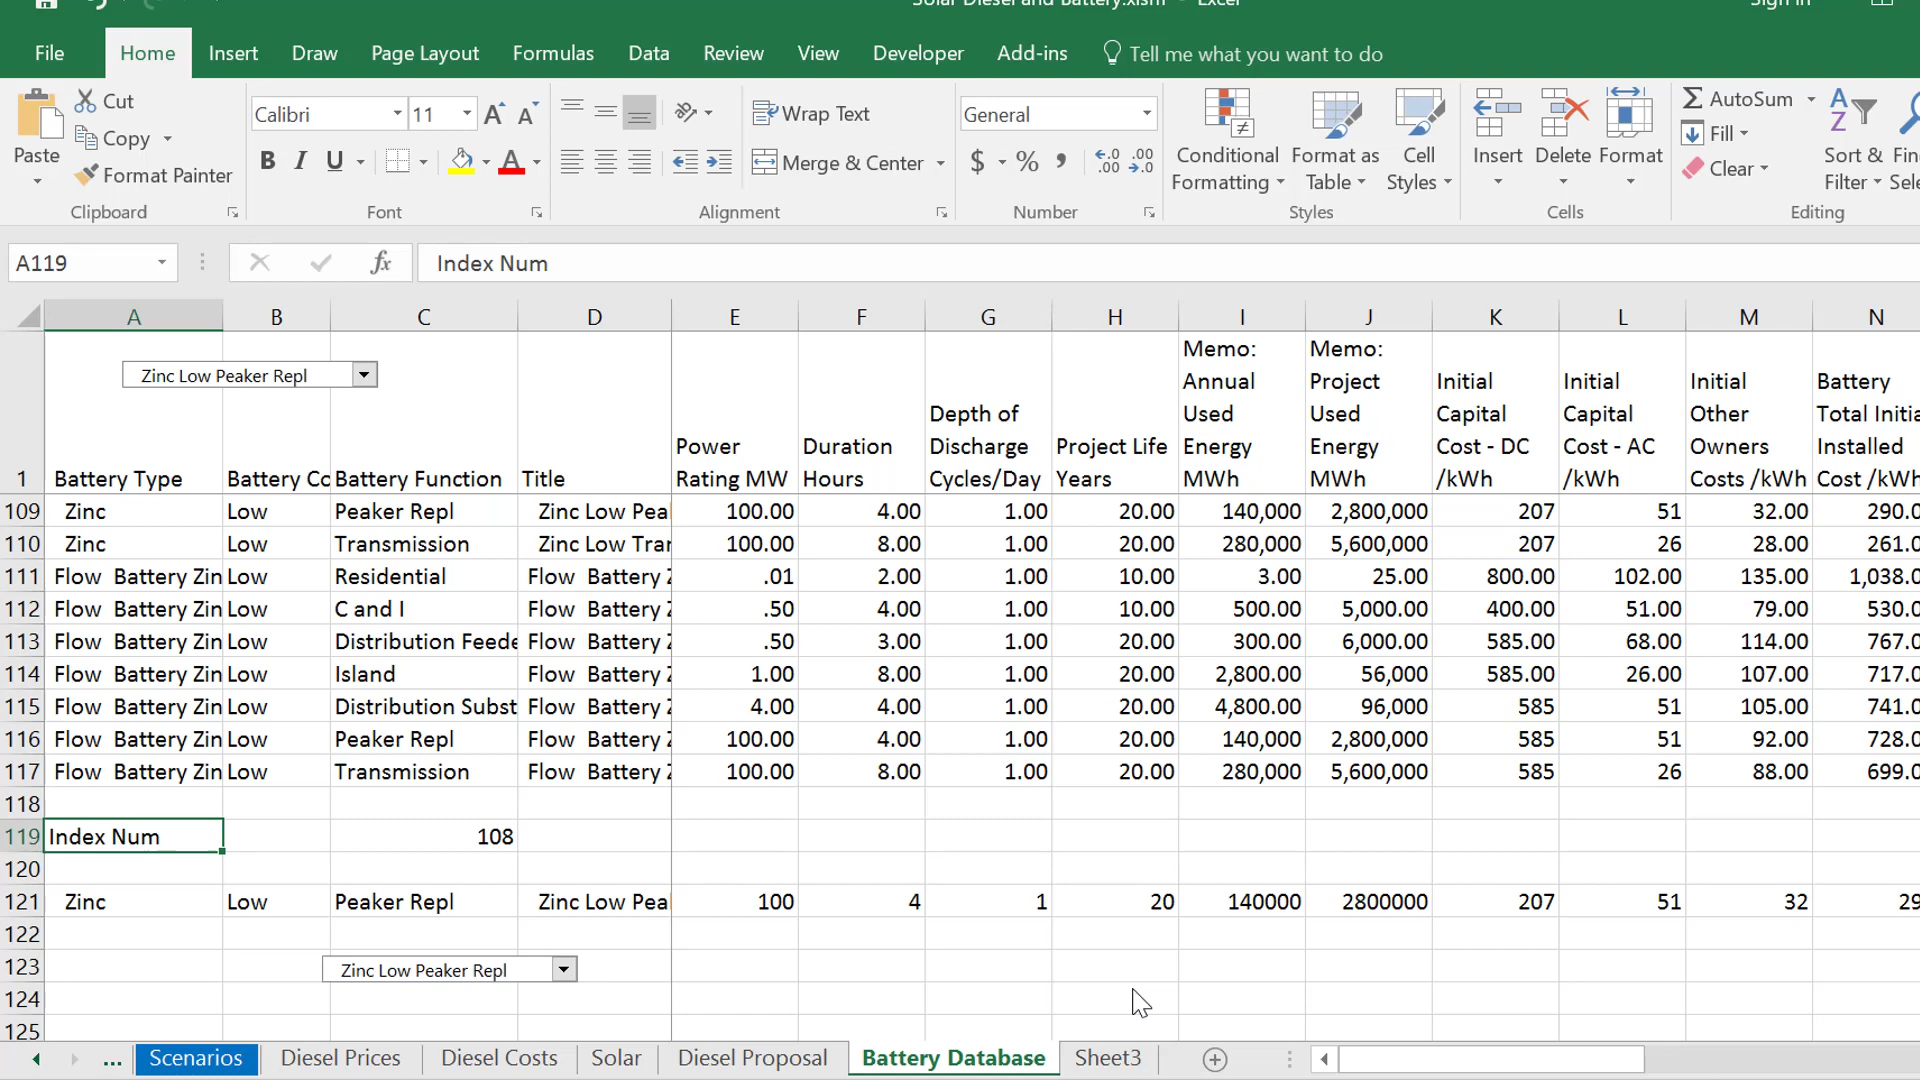 Solar Diesel and Battery.xlsm - Excel
Sign in
File Home Insert Draw Page Layout Formulas Data Review View Developer Add-ins Tell me what you want to do
Paste Cut Copy Format Painter
Clipboard
Calibri 11 A A
B I U A
Font
Wrap Text
Merge & Center
Alignment
General
$ % ,
Number
Conditional Formatting Format as Table Cell Styles
Styles
Insert Delete Format
Cells
AutoSum Fill Clear Sort & Filter
Editing
A119 fx Index Num
A B C D E F G H I J K L M N
Zinc Low Peaker Repl
1 Battery Type Battery Co Battery Function Title Power Rating MW Duration Hours Depth of Discharge Cycles/Day Project Life Years Memo: Annual Used Energy MWh Memo: Project Used Energy MWh Initial Capital Cost - DC /kWh Initial Capital Cost - AC /kWh Initial Other Owners Costs /kWh Battery Total Initia Installed Cost /kWh
109 Zinc Low Peaker Repl Zinc Low Pea 100.00 4.00 1.00 20.00 140,000 2,800,000 207 51 32.00 290.0
110 Zinc Low Transmission Zinc Low Trar 100.00 8.00 1.00 20.00 280,000 5,600,000 207 26 28.00 261.0
111 Flow Battery Zin Low Residential Flow Battery Z .01 2.00 1.00 10.00 3.00 25.00 800.00 102.00 135.00 1,038.0
112 Flow Battery Zin Low C and I Flow Battery Z .50 4.00 1.00 10.00 500.00 5,000.00 400.00 51.00 79.00 530.0
113 Flow Battery Zin Low Distribution Feede Flow Battery Z .50 3.00 1.00 20.00 300.00 6,000.00 585.00 68.00 114.00 767.0
114 Flow Battery Zin Low Island Flow Battery Z 1.00 8.00 1.00 20.00 2,800.00 56,000 585.00 26.00 107.00 717.0
115 Flow Battery Zin Low Distribution Subst Flow Battery Z 4.00 4.00 1.00 20.00 4,800.00 96,000 585 51 105.00 741.0
116 Flow Battery Zin Low Peaker Repl Flow Battery Z 100.00 4.00 1.00 20.00 140,000 2,800,000 585 51 92.00 728.0
117 Flow Battery Zin Low Transmission Flow Battery Z 100.00 8.00 1.00 20.00 280,000 5,600,000 585 26 88.00 699.0
118
119 Index Num 108
120
121 Zinc Low Peaker Repl Zinc Low Pea 100 4 1 20 140000 2800000 207 51 32 29
122
123 Zinc Low Peaker Repl
124
125
... Scenarios Diesel Prices Diesel Costs Solar Diesel Proposal Battery Database Sheet3